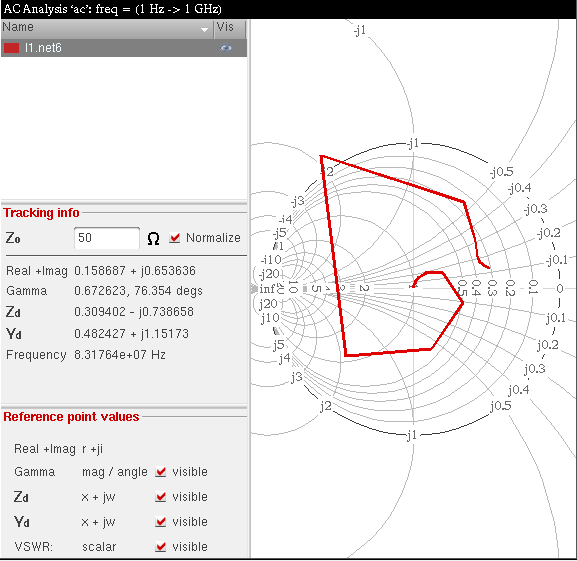 AC Analysis 'ac': freq = (1 Hz -> 1 GHz)
Name Vis
I1.net6
Tracking info
Zo 50 Ω Normalize
Real +Imag 0.158687 + j0.653636
Gamma 0.672623, 76.354 degs
Zd 0.309402 - j0.738658
Yd 0.482427 + j1.15173
Frequency 8.31764e+07 Hz
Reference point values
Real +Imag r +ji
Gamma mag / angle visible
Zd x + jw visible
Yd x + jw visible
VSWR: scalar visible
-j1
-j1
-j0.5
-j0.4
-j0.3
-j0.2
-j0.1
-j3
-j4
-j10
-j20
inf 20 10 5 4 3 2 1 0.5 0.4 0.3 0.2 0.1 0
j20
j10
j5
j4
j3
j2
j1
j0.5
j0.4
j0.3
j0.2
j0.1